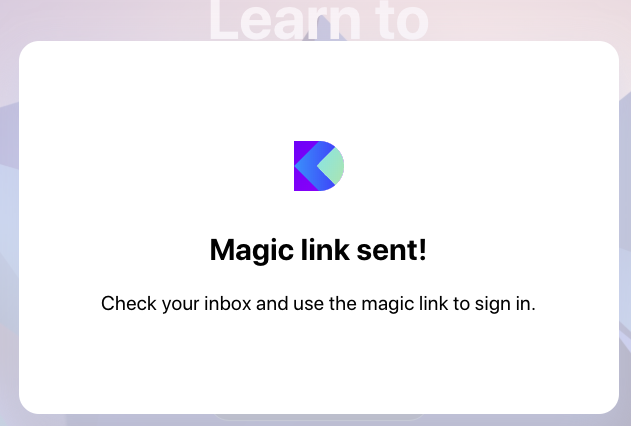 Learn to
Magic link sent!
Check your inbox and use the magic link to sign in.